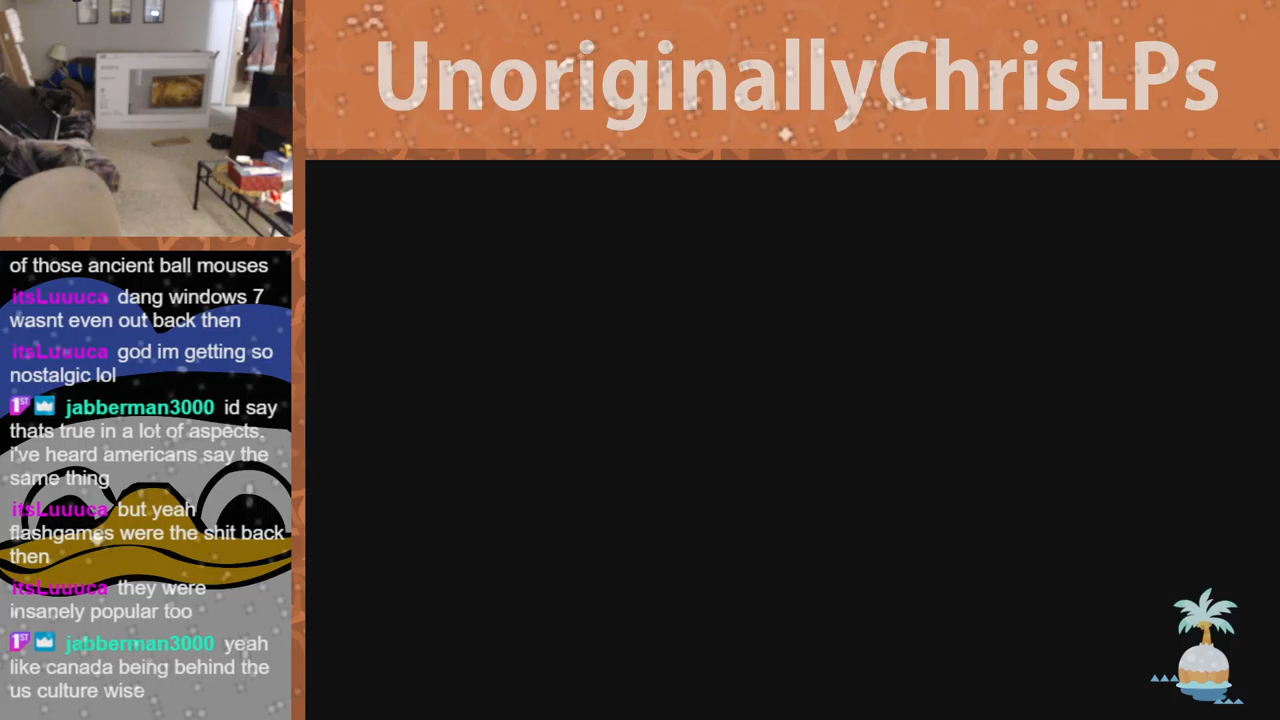 UnoriginallyChrisLPs
of those ancient ball mouses
itsLuuuca dang windows 7
wasnt even out back then
itsLuuuca god im getting so
nostalgic lol
1ST jabberman3000 id say
thats true in a lot of aspects.
i've heard americans say the
same thing
itsLuuuca but yeah
flashgames were the shit back
then
itsLuuuca they were
insanely popular too
1ST jabberman3000 yeah
like canada being behind the
us culture wise